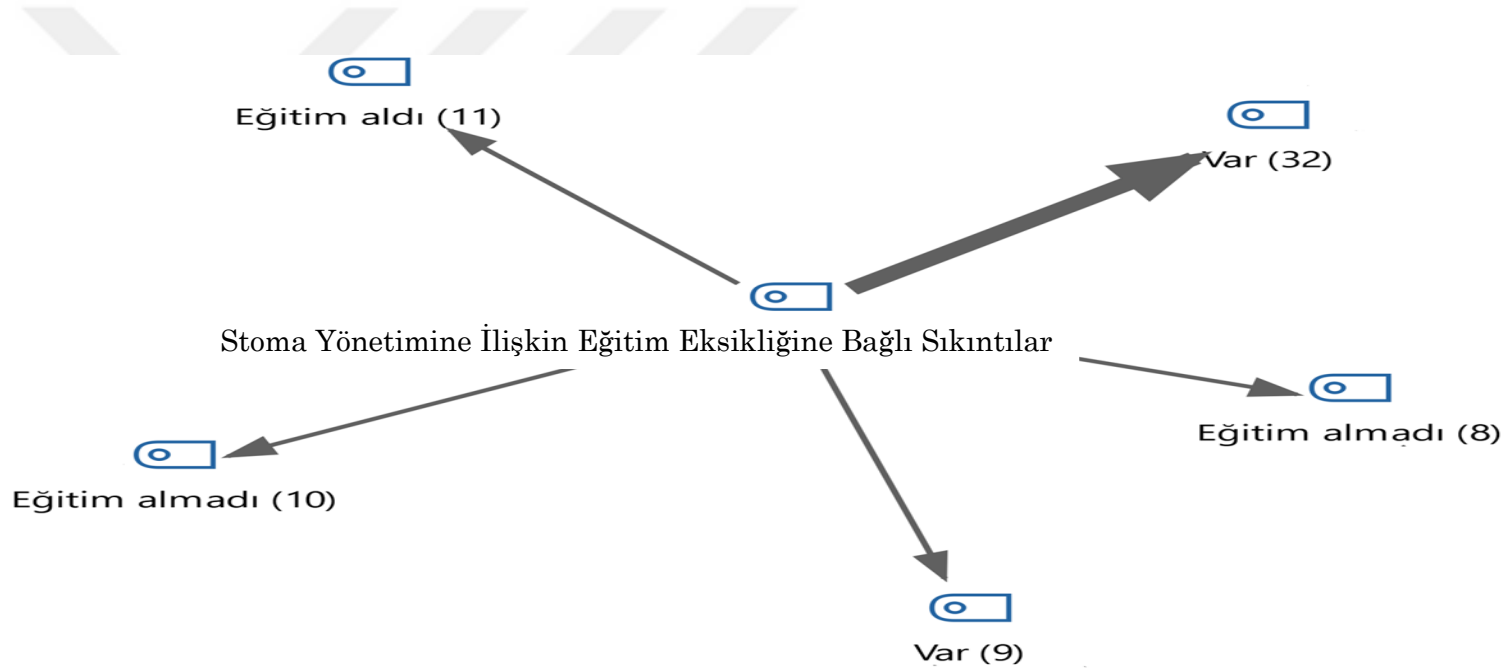 Eğitim aldı (11)
Var (32)
Stoma Yönetimine İlişkin Eğitim Eksikliğine Bağlı Sıkıntılar
Eğitim almadı (8)
Eğitim almadı (10)
Var (9)